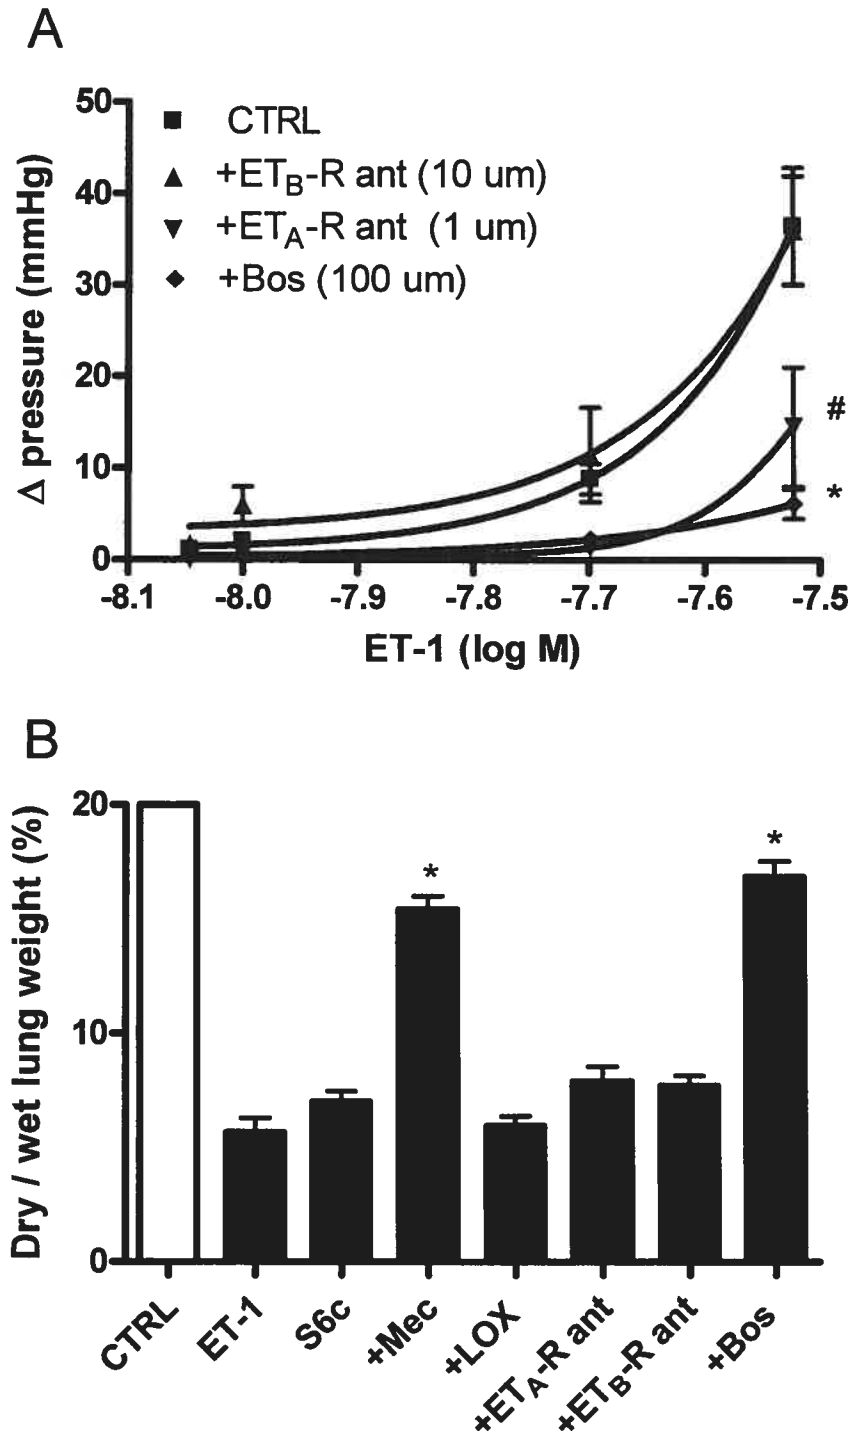 A
50
40
30
20
10
0
Δ pressure (mmHg)
CTRL
+ETB-R ant (10 um)
+ETA-R ant (1 um)
+Bos (100 um)
#
*
-8.1 -8.0 -7.9 -7.8 -7.7 -7.6 -7.5
ET-1 (log M)
B
20
10
0
Dry / wet lung weight (%)
*
*
CTRL
ET-1
S6c
+Mec
+LOX
+ETA-R ant
+ETB-R ant
+Bos